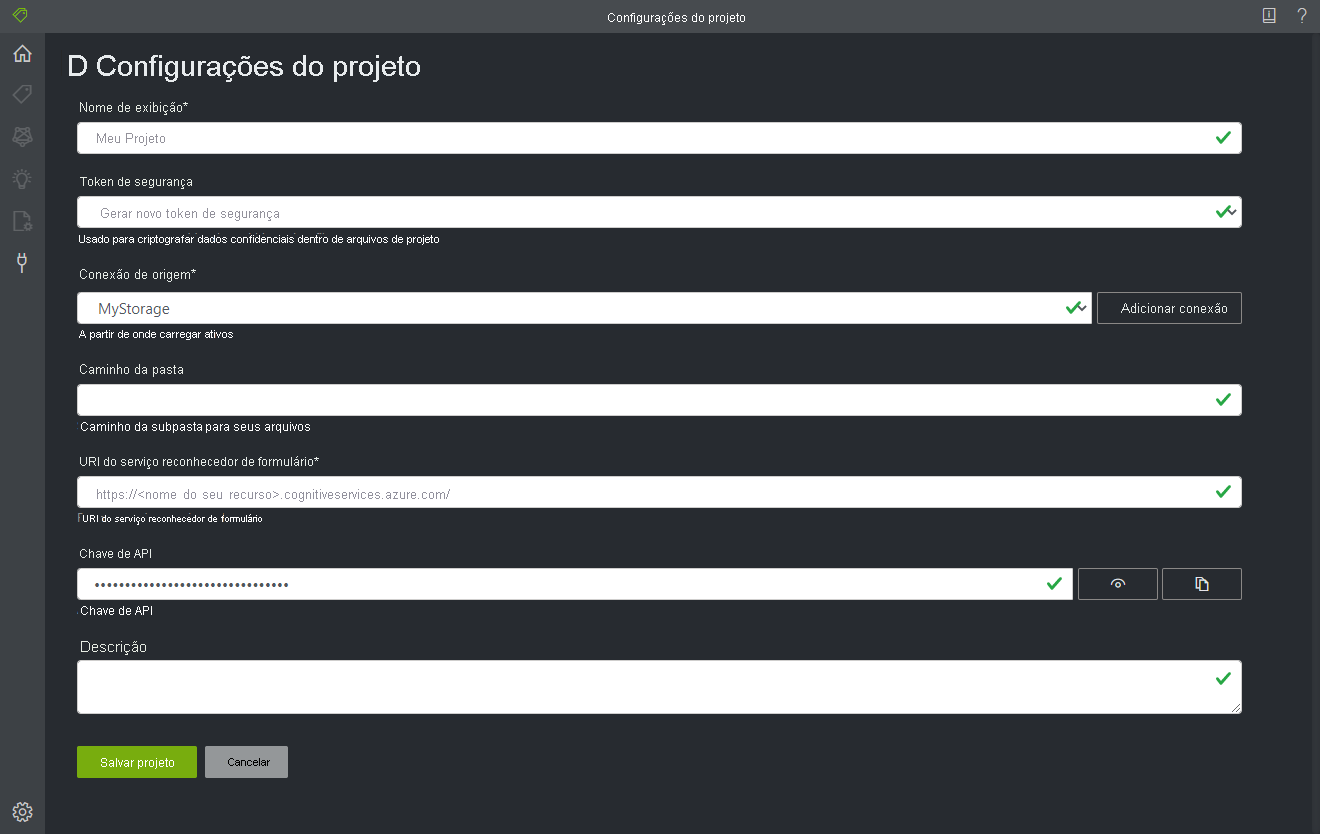 Configurações do projeto
?
D Configurações do projeto
Nome de exibição*
Meu Projeto
Token de segurança
Gerar novo token de segurança
Usado para criptografar dados confidenciais dentro de arquivos de projeto
Conexão de origem*
MyStorage
Adicionar conexão
A partir de onde carregar ativos
Caminho da pasta
Caminho da subpasta para seus arquivos
URI do serviço reconhecedor de formulário*
https://<nome do seu recurso>.cognitiveservices.azure.com/
URI do serviço reconhecedor de formulário
Chave de API
••••••••••••••••••••••••••••••••
Chave de API
Descrição
Salvar projeto
Cancelar